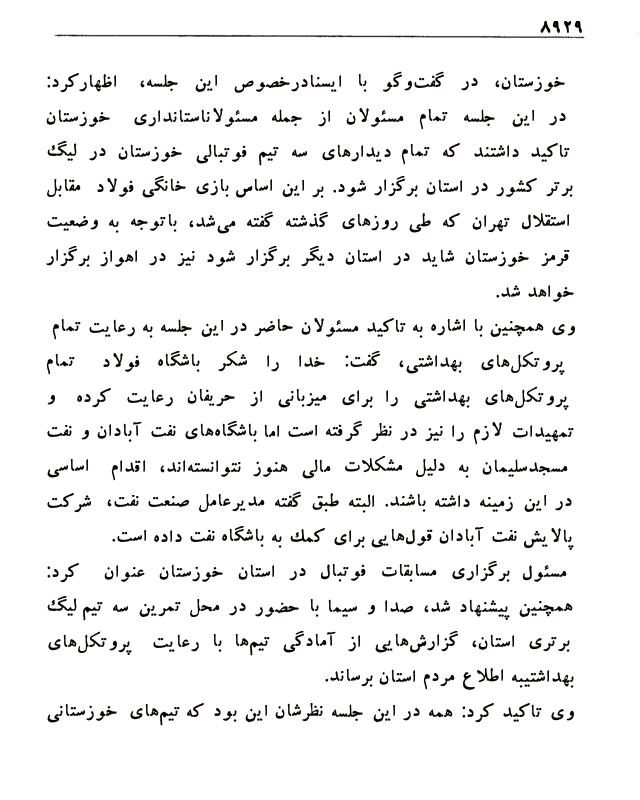 ۸۹۲۹
خوزستان، در گفت‌وگو با ایسنادرخصوص این جلسه، اظهارکرد:
در این جلسه تمام مسئولان از جمله مسئولاناستانداری خوزستان
تاکید داشتند که تمام دیدارهای سه تیم فوتبالی خوزستان در لیگ
برتر کشور در استان برگزار شود. بر این اساس بازی خانگی فولاد مقابل
استقلال تهران که طی روزهای گذشته گفته می‌شد، باتوجه به وضعیت
قرمز خوزستان شاید در استان دیگر برگزار شود نیز در اهواز برگزار
خواهد شد.
وی همچنین با اشاره به تاکید مسئولان حاضر در این جلسه به رعایت تمام
پروتکل‌های بهداشتی، گفت: خدا را شکر باشگاه فولاد تمام
پروتکل‌های بهداشتی را برای میزبانی از حریفان رعایت کرده و
تمهیدات لازم را نیز در نظر گرفته است اما باشگاه‌های نفت آبادان و نفت
مسجدسلیمان به دلیل مشکلات مالی هنوز نتوانسته‌اند، اقدام اساسی
در این زمینه داشته باشند. البته طبق گفته مدیرعامل صنعت نفت، شرکت
پالایش نفت آبادان قول‌هایی برای کمک به باشگاه نفت داده است.
مسئول برگزاری مسابقات فوتبال در استان خوزستان عنوان کرد:
همچنین پیشنهاد شد، صدا و سیما با حضور در محل تمرین سه تیم‌لیگ
برتری استان، گزارش‌هایی از آمادگی تیم‌ها با رعایت پروتکل‌های
بهداشتیبه اطلاع مردم استان برساند.
وی تاکید کرد: همه در این جلسه نظرشان این بود که تیم‌های خوزستانی